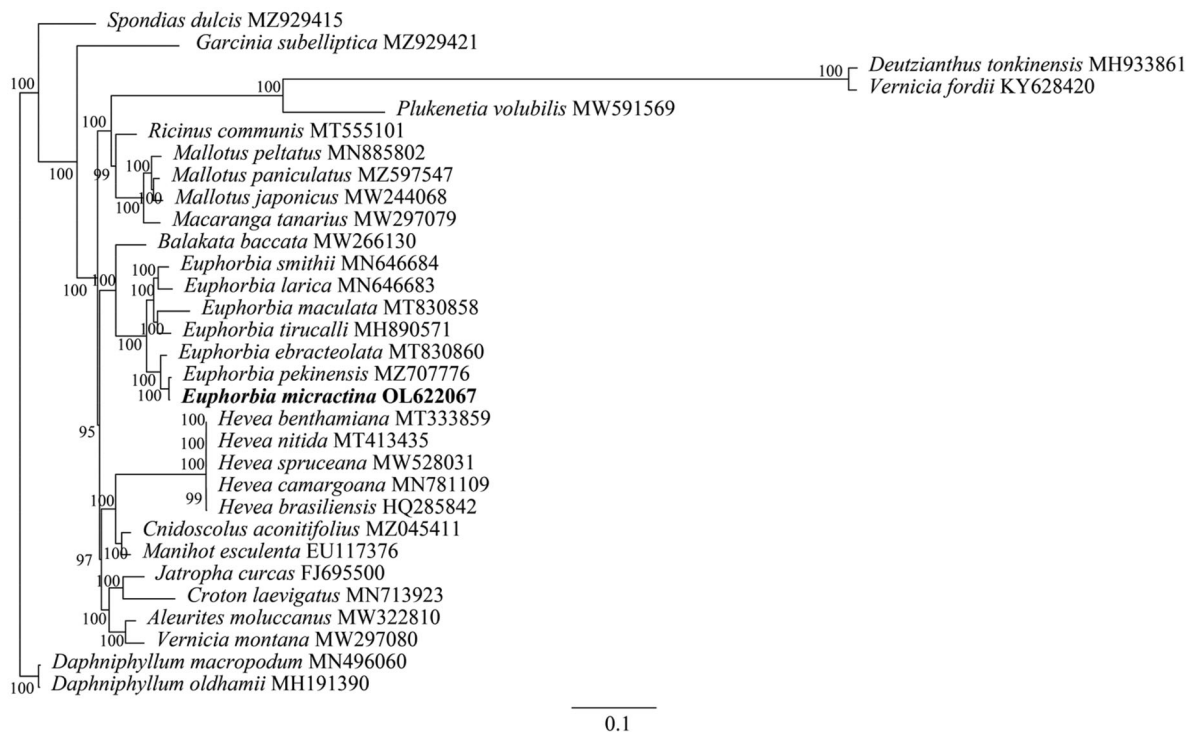 Spondias dulcis MZ929415
Garcinia subelliptica MZ929421
Deutzianthus tonkinensis MH933861
100
100
100
Vernicia fordii KY628420
Plukenetia volubilis MW591569
100
Ricinus communis MT555101
Mallotus peltatus MN885802
100
100
99
Mallotus paniculatus MZ597547
100
Mallotus japonicus MW244068
100
Macaranga tanarius MW297079
Balakata baccata MW266130
Euphorbia smithii MN646684
100
100
100
100
Euphorbia larica MN646683
Euphorbia maculata MT830858
100
Euphorbia tirucalli MH890571
100
Euphorbia ebracteolata MT830860
Euphorbia pekinensis MZ707776
100
100
Euphorbia micractina OL622067
100
Hevea benthamiana MT333859
95
100
Hevea nitida MT413435
100
Hevea spruceana MW528031
Hevea camargoana MN781109
99
100
Hevea brasiliensis HQ285842
Cnidoscolus aconitifolius MZ045411
97
100
Manihot esculenta EU117376
Jatropha curcas FJ695500
100
Croton laevigatus MN713923
100
Aleurites moluccanus MW322810
100
Vernicia montana MW297080
Daphniphyllum macropodum MN496060
100
Daphniphyllum oldhamii MH191390
0.1